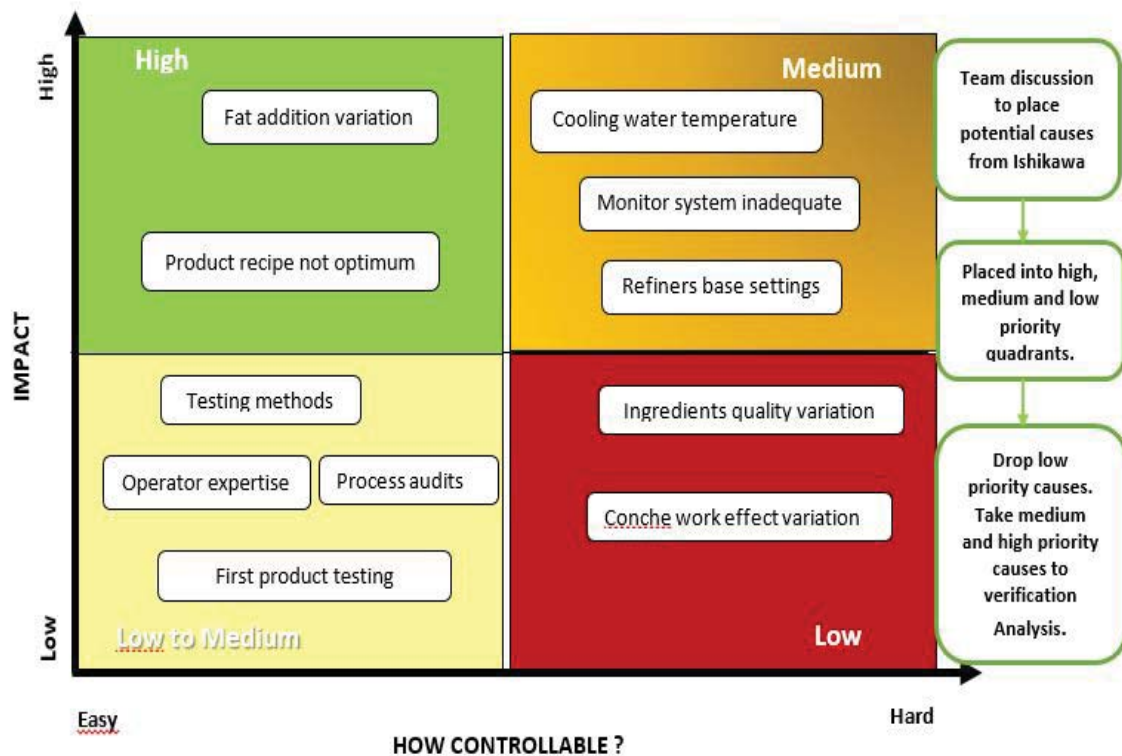 High
Fat addition variation
Product recipe not optimum
Medium
Cooling water temperature
Monitor system inadequate
Refiners base settings
Testing methods
Operator expertise
Process audits
First product testing
Low to Medium
Ingredients quality variation
Conche work effect variation
Low
High
IMPACT
Low
Easy
Hard
HOW CONTROLLABLE ?
Team discussion
to place
potential causes
from Ishikawa
Placed into high,
medium and low
priority
quadrants.
Drop low
priority causes.
Take medium
and high priority
causes to
verification
Analysis.